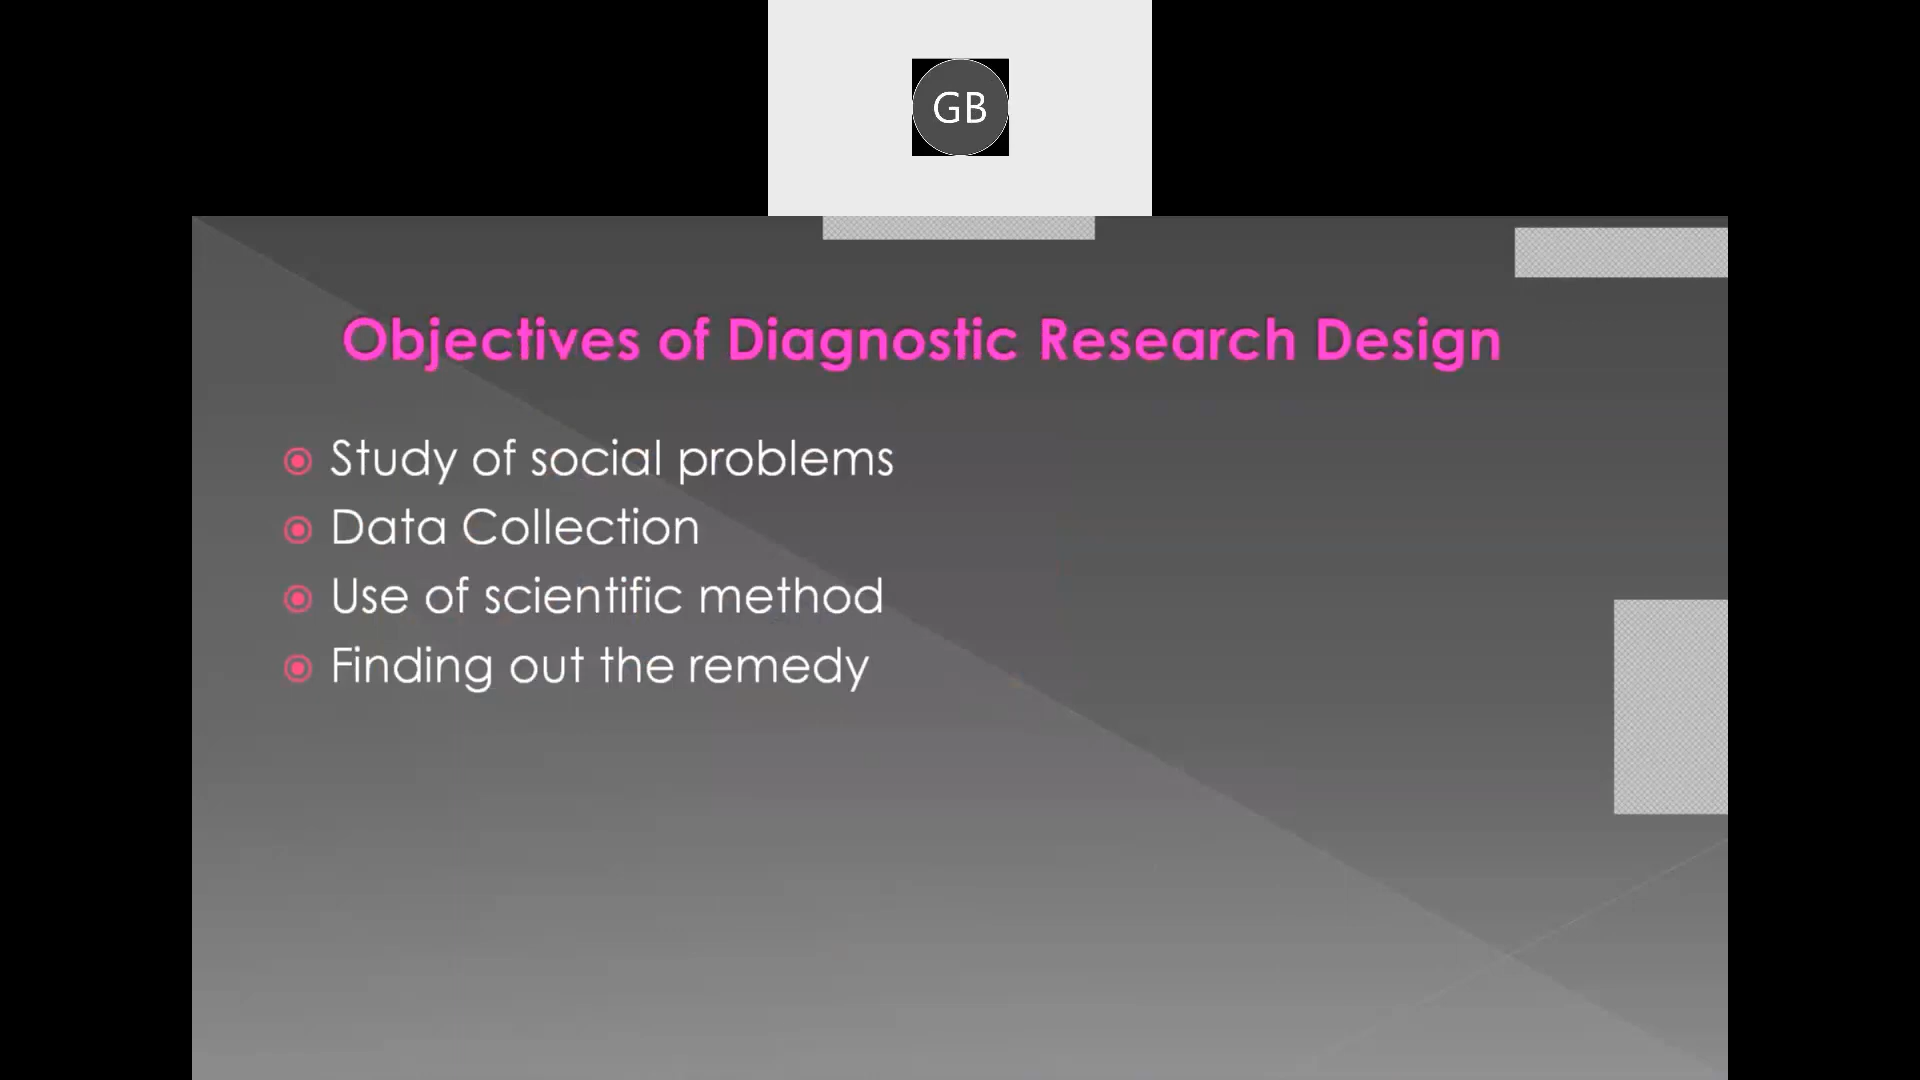 GB
Objectives of Diagnostic Research Design
Study of social problems
Data Collection
Use of scientific method
Finding out the remedy